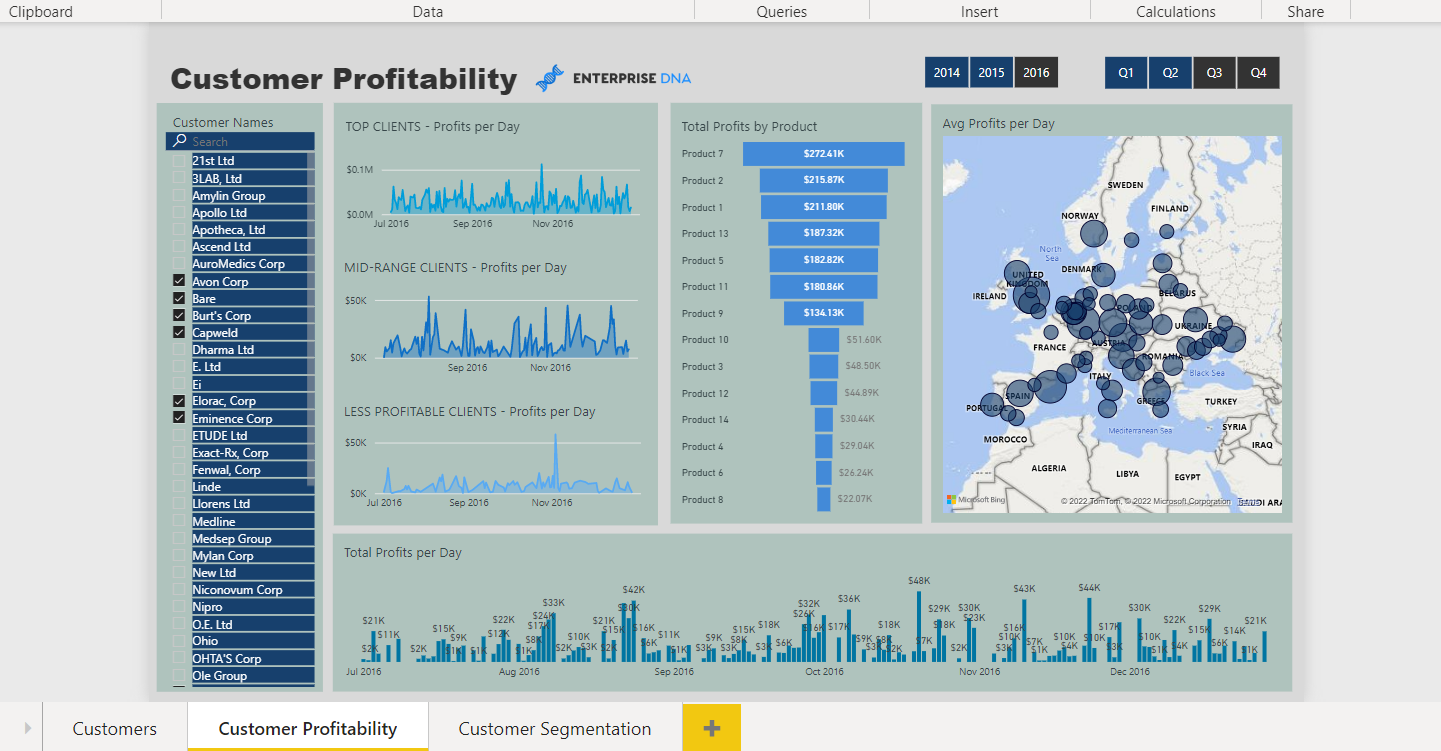 Clipboard
Data
Queries
Insert
Calculations
Share
Customer Profitability
ENTERPRISE DNA
2014
2015
2016
Q1
Q2
Q3
Q4
Customer Names
Search
21st Ltd
3LAB, Ltd
Amylin Group
Apollo Ltd
Apotheca, Ltd
Ascend Ltd
AuroMedics Corp
Avon Corp
Bare
Burt's Corp
Capweld
Dharma Ltd
E. Ltd
Ei
Elorac, Corp
Eminence Corp
ETUDE Ltd
Exact-Rx, Corp
Fenwal, Corp
Linde
Llorens Ltd
Medline
Medsep Group
Mylan Corp
New Ltd
Niconovum Corp
Nipro
O.E. Ltd
Ohio
OHTA'S Corp
Ole Group
TOP CLIENTS - Profits per Day
$0.1M
$0.0M
Jul 2016
Sep 2016
Nov 2016
MID-RANGE CLIENTS - Profits per Day
$50K
$0K
Sep 2016
Nov 2016
LESS PROFITABLE CLIENTS - Profits per Day
$50K
$0K
Jul 2016
Sep 2016
Nov 2016
Total Profits by Product
Product 7 $272.41K
Product 2 $215.87K
Product 1 $211.80K
Product 13 $187.32K
Product 5 $182.82K
Product 11 $180.86K
Product 9 $134.13K
Product 10 $51.60K
Product 3 $48.50K
Product 12 $44.89K
Product 14 $30.44K
Product 4 $29.04K
Product 6 $26.24K
Product 8 $22.07K
Avg Profits per Day
SWEDEN
FINLAND
NORWAY
North
Sea
UNITED
KINGDOM
DENMARK
IRELAND
BELARUS
POLAND
UKRAINE
FRANCE
AUSTRIA
ROMANIA
Black Sea
ITALY
SPAIN
GREECE
TURKEY
PORTUGAL
Mediterranean Sea
SYRIA
MOROCCO
IRAQ
ALGERIA
LIBYA
EGYPT
Microsoft Bing
© 2022 TomTom, © 2022 Microsoft Corporation Terms
Total Profits per Day
$21K
$2K
$11K
$2K
$15K
$9K
$1K
$1K
$12K
$22K
$1K
$8K
$17K
$24K
$33K
$2K
$10K
$3K
$21K
$2K
$15K
$30K
$42K
$16K
$6K
$11K
$1K
$3K
$9K
$3K
$8K
$15K
$3K
$18K
$6K
$26K
$32K
$16K
$17K
$36K
$9K
$8K
$18K
$2K
$48K
$7K
$29K
$18K
$2K
$30K
$23K
$3K
$10K
$16K
$43K
$7K
$1K
$10K
$4K
$44K
$10K
$17K
$3K
$30K
$10K
$1K
$22K
$4K
$15K
$29K
$6K
$14K
$1K
$21K
Jul 2016
Aug 2016
Sep 2016
Oct 2016
Nov 2016
Dec 2016
Customers
Customer Profitability
Customer Segmentation
+